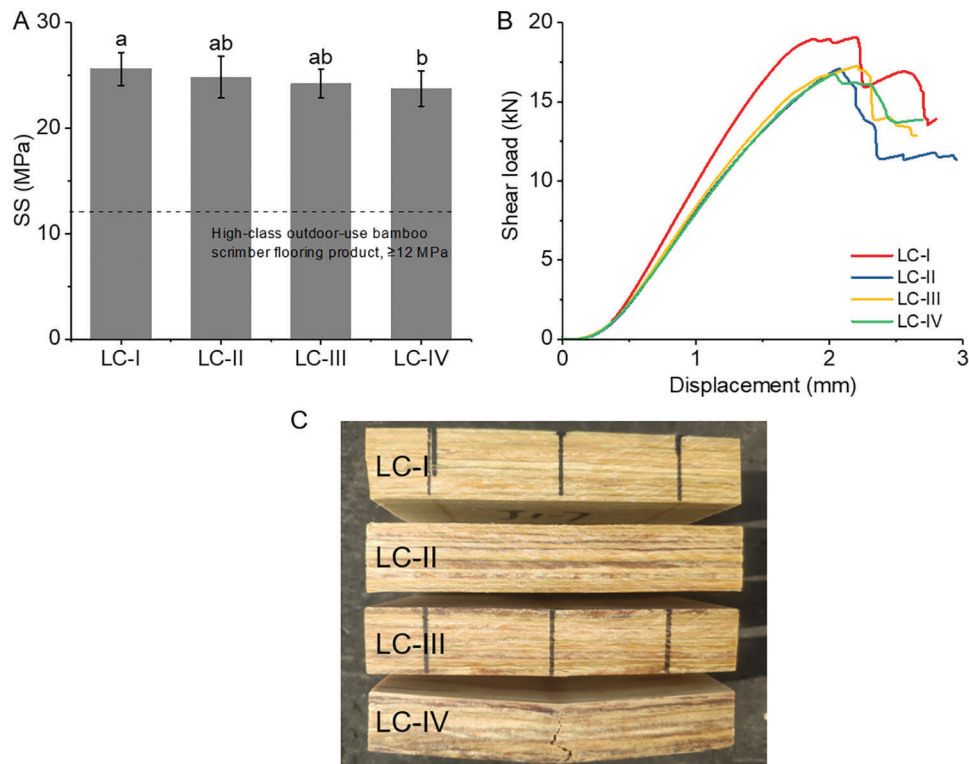 A
SS (MPa)
30
20
10
0
a
ab
ab
b
High-class outdoor-use bamboo
scrimber flooring product, ≥12 MPa
LC-I
LC-II
LC-III
LC-IV
B
Shear load (kN)
20
15
10
5
0
LC-I
LC-II
LC-III
LC-IV
0
1
2
3
Displacement (mm)
C
LC-I
LC-II
LC-III
LC-IV